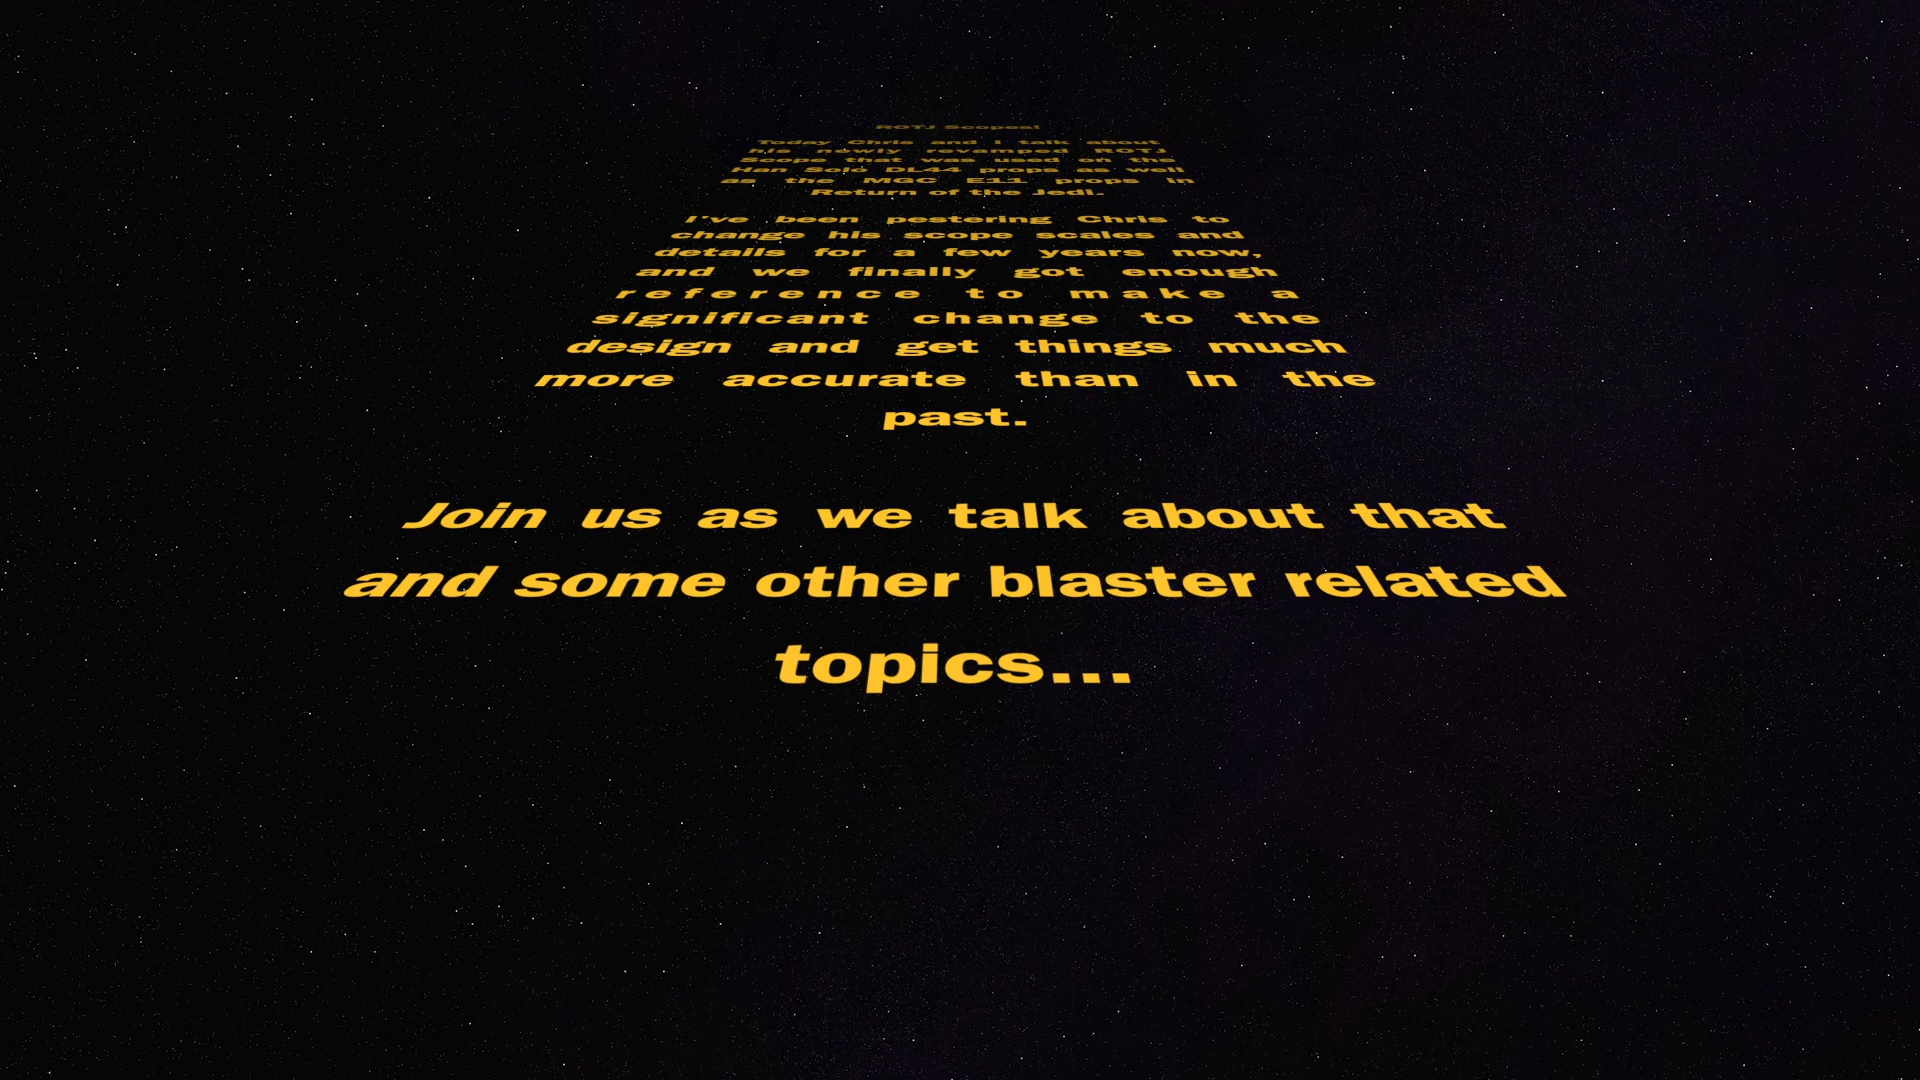 ROTJ Scopes!
Today Chris and I talk about
his newly revamped ROTJ
Scope that was used on the
Han Solo DL44 props as well
as the MGC E11 props in
Return of the Jedi.
I've been pestering Chris to
change his scope scales and
details for a few years now,
and we finally got enough
reference to make a
significant change to the
design and get things much
more accurate than in the
past.
Join us as we talk about that
and some other blaster related
topics...